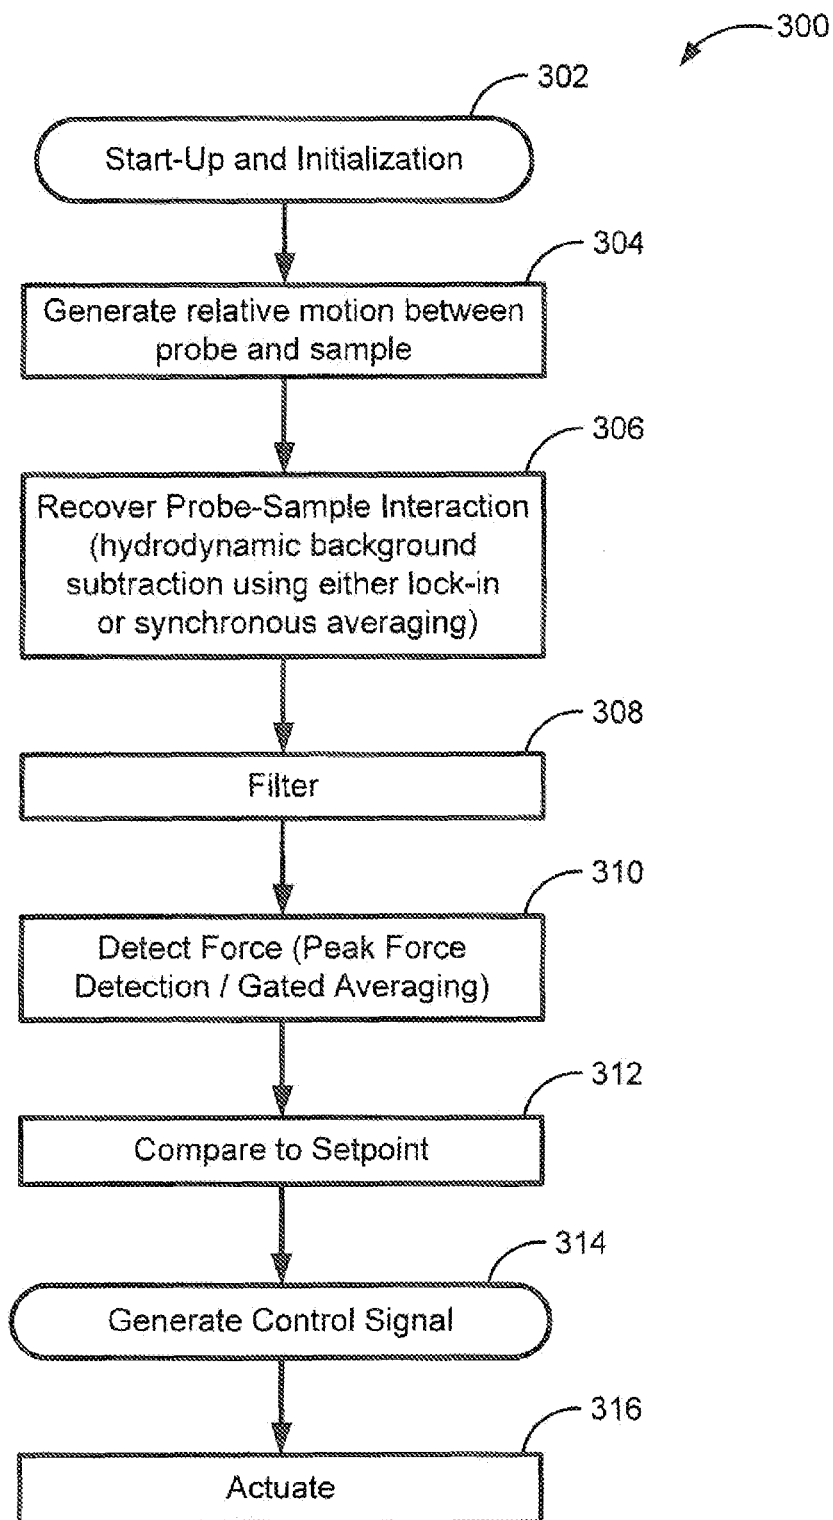 300
302
Start-Up and Initialization
304
Generate relative motion between
probe and sample
306
Recover Probe-Sample Interaction
(hydrodynamic background
subtraction using either lock-in
or synchronous averaging)
308
Filter
310
Detect Force (Peak Force
Detection / Gated Averaging)
312
Compare to Setpoint
314
Generate Control Signal
316
Actuate